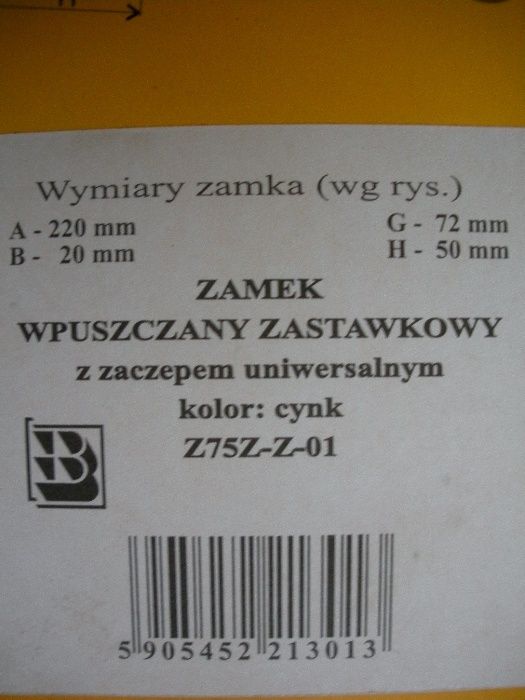 H
Wymiary zamka (wg rys.)
A - 220 mm G - 72 mm
B - 20 mm H - 50 mm
ZAMEK
WPUSZCZANY ZASTAWKOWY
z zaczepem uniwersalnym
kolor: cynk
Z75Z-Z-01
B
5 905452 213013